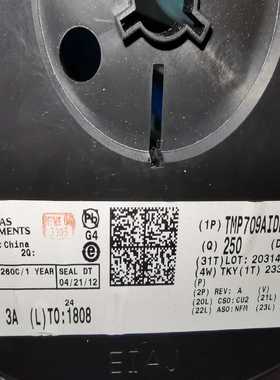 AS
UMENTS
:China
2Q:
G4
e
260C/1 YEAR
SEAL DT
04/21/12
24
3A (L)TO:1808
(1P) TMP709AID
(Q) 250
(D
(31T)LOT: 20314
(4W) TKY(1T) 233
(P)
(2P) REV: A
(V)
(20L) CSO:CU2
(21L)
(22L) ASO:NFM
(23L)
EIAJ